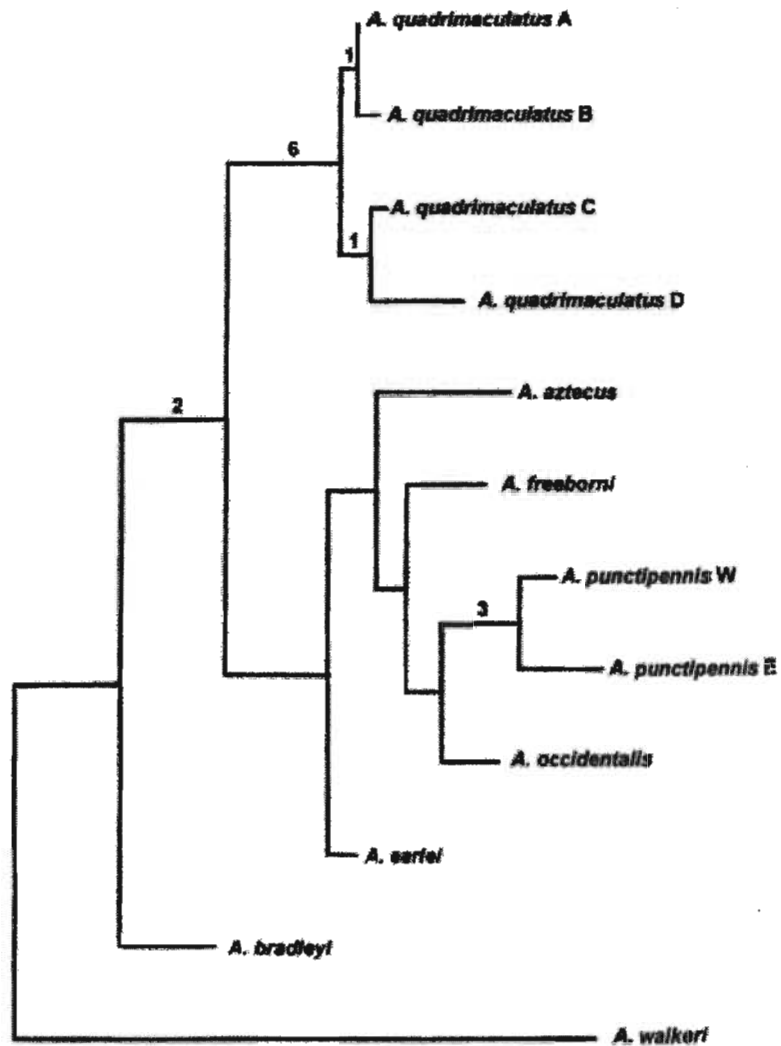 A. quadrimaculatus A
1
A. quadrimaculatus B
6
A. quadrimaculatus C
1
A. quadrimaculatus D
A. aztecus
2
A. freeborni
A. punctipennis W
3
A. punctipennis E
A. occidentalis
A. earlei
A. bradleyi
A. walkeri